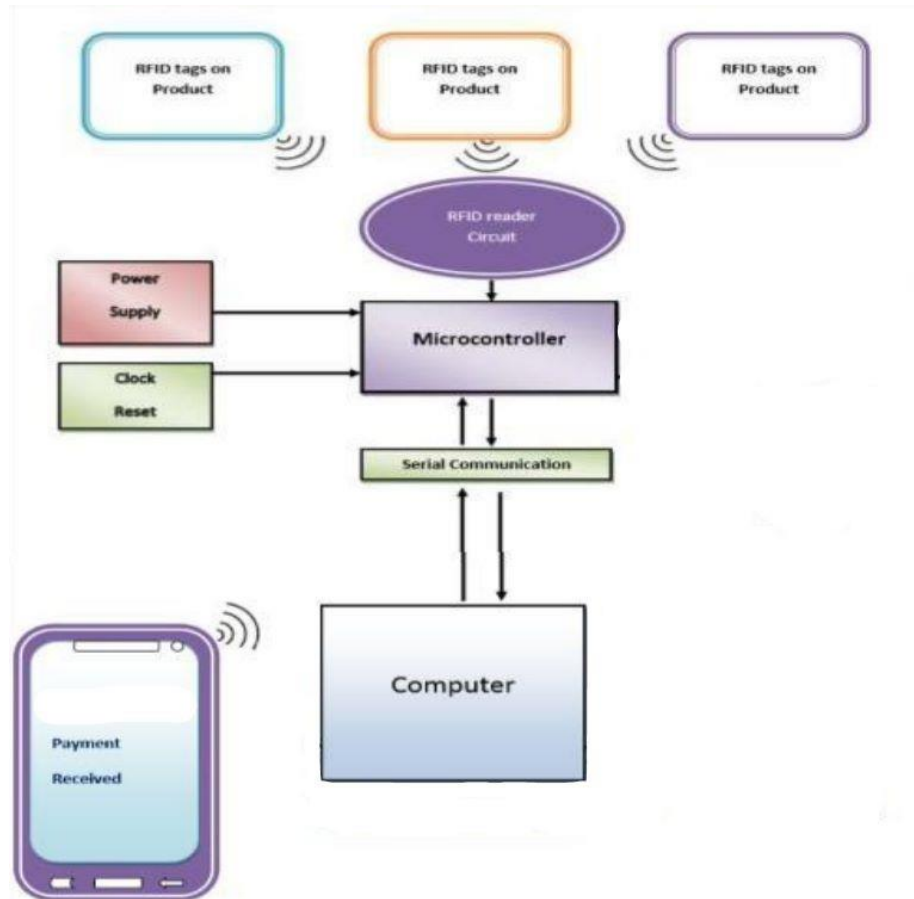 RFID tags on
Product
RFID tags on
Product
RFID tags on
Product
RFID reader
Circuit
Power
Supply
Microcontroller
Clock
Reset
Serial Communication
Computer
Payment
Received